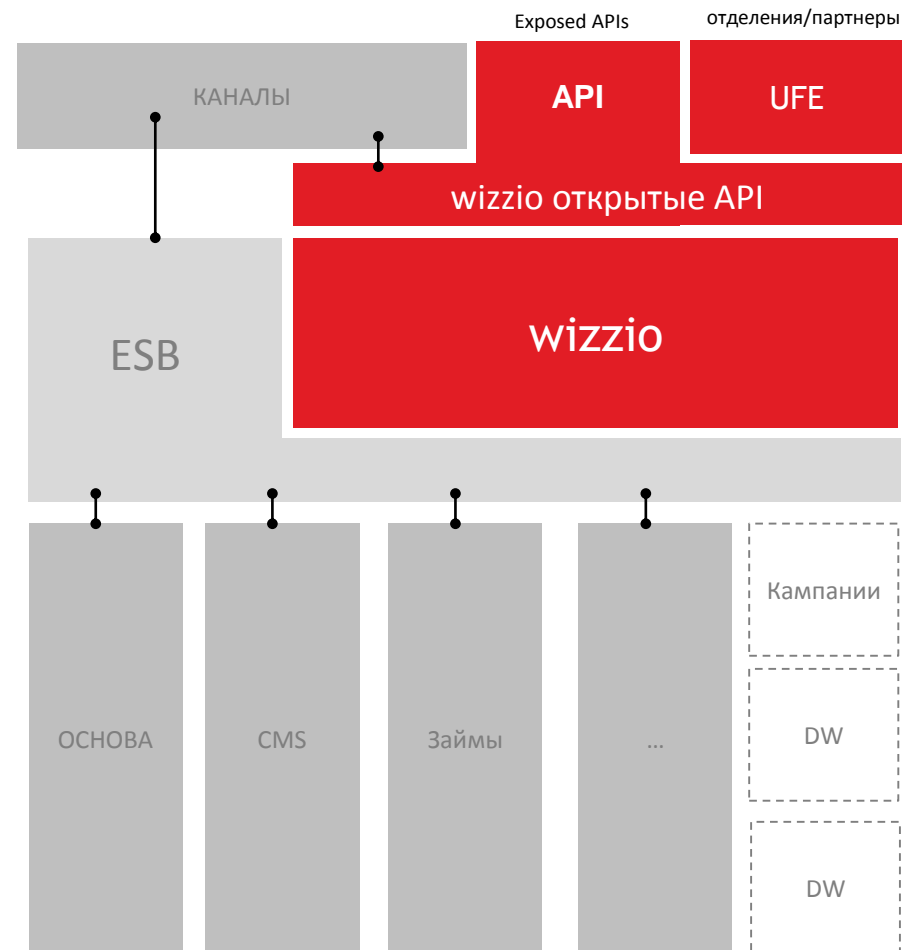 Exposed APIs
отделения/партнеры
КАНАЛЫ
API
UFE
wizzio открытые API
ESB
wizzio
Кампании
ОСНОВА
CMS
Займы
...
DW
DW